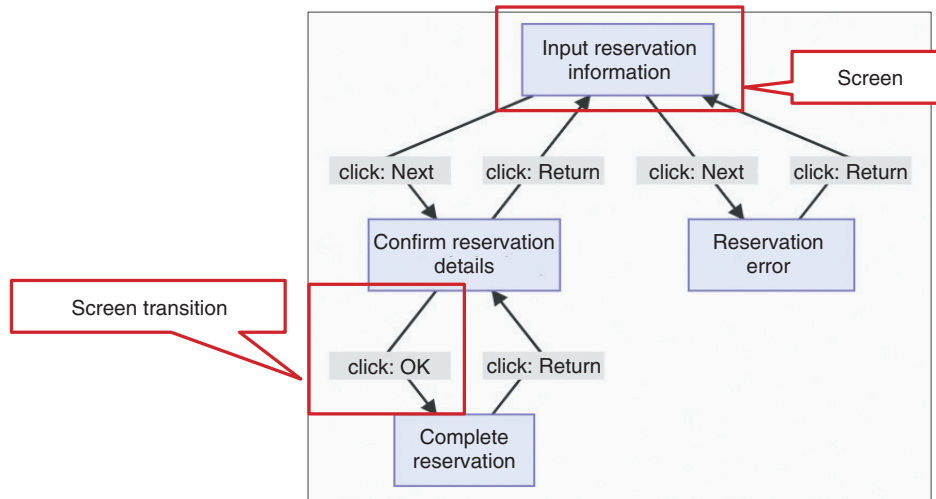 Input reservation
information
Screen
click: Next
click: Return
click: Next
click: Return
Confirm reservation
details
Reservation
error
Screen transition
click: OK
click: Return
Complete
reservation